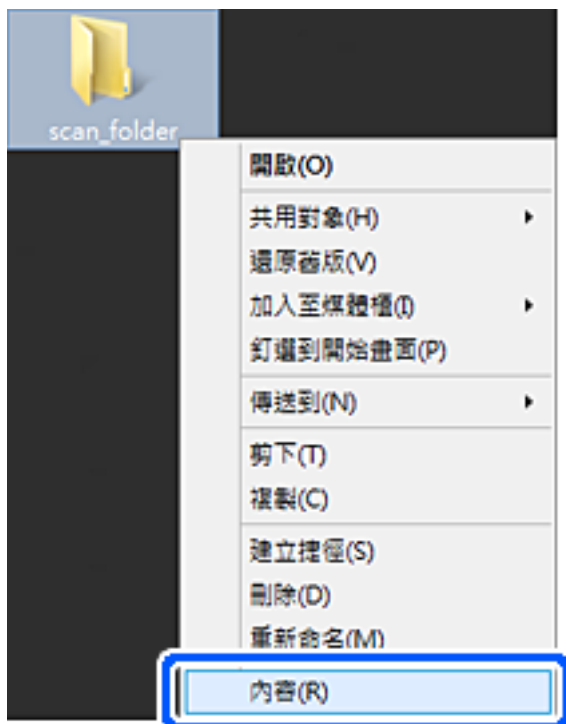 scan_folder
開啟(O)
共用對象(H)
還原舊版(V)
加入至媒體櫃(I)
釘選到開始畫面(P)
傳送到(N)
剪下(T)
複製(C)
建立捷徑(S)
刪除(D)
重新命名(M)
內容(R)